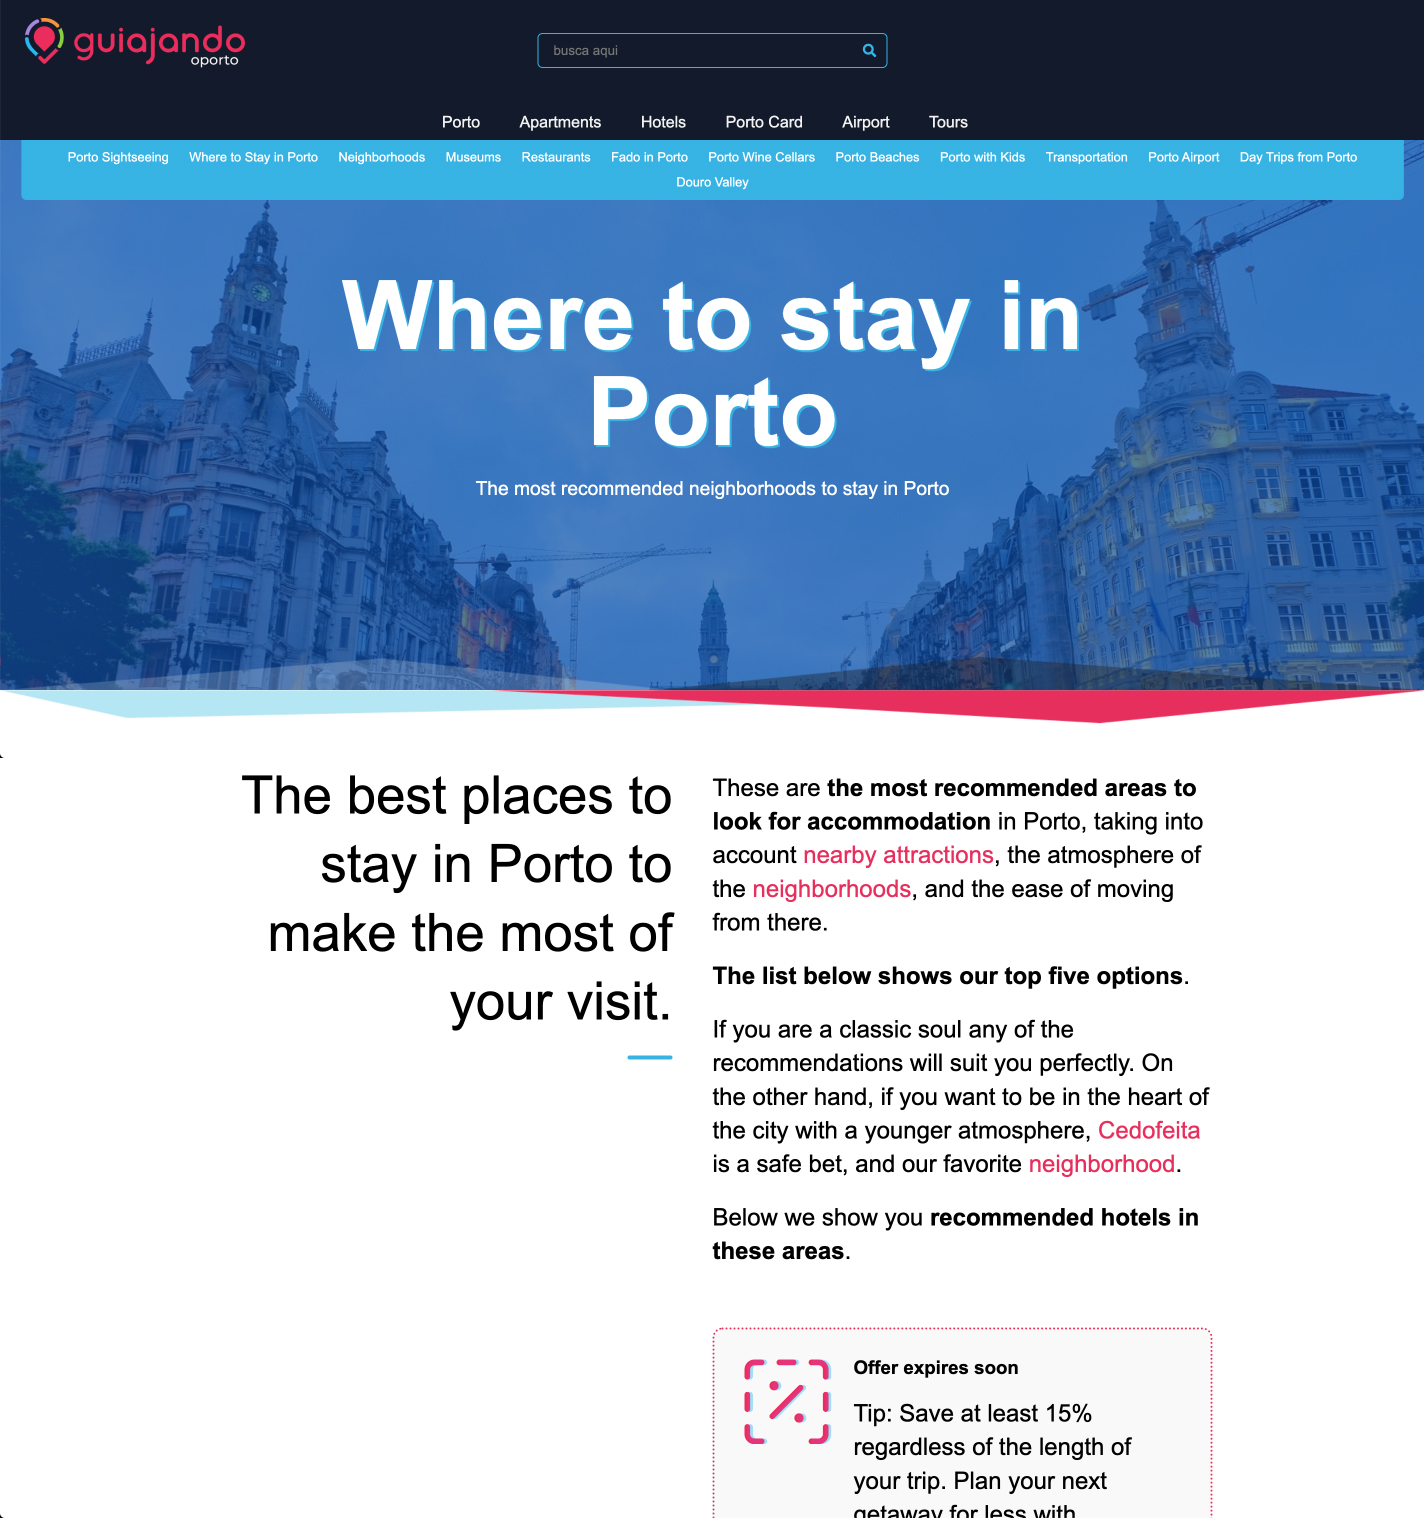 guiajando
oporto
busca aqui
Porto Apartments Hotels Porto Card Airport Tours
Porto Sightseeing Where to Stay in Porto Neighborhoods Museums Restaurants Fado in Porto Porto Wine Cellars Porto Beaches Porto with Kids Transportation Porto Airport Day Trips from Porto
Douro Valley
Where to stay in
Porto
The most recommended neighborhoods to stay in Porto
The best places to
stay in Porto to
make the most of
your visit.
These are the most recommended areas to
look for accommodation in Porto, taking into
account nearby attractions, the atmosphere of
the neighborhoods, and the ease of moving
from there.
The list below shows our top five options.
If you are a classic soul any of the
recommendations will suit you perfectly. On
the other hand, if you want to be in the heart of
the city with a younger atmosphere, Cedofeita
is a safe bet, and our favorite neighborhood.
Below we show you recommended hotels in
these areas.
Offer expires soon
Tip: Save at least 15%
regardless of the length of
your trip. Plan your next
getaway for less with